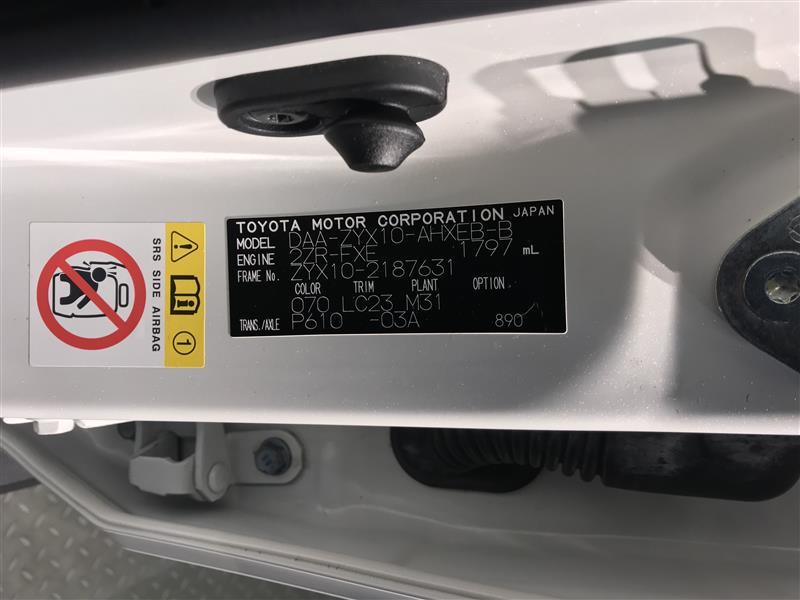 TOYOTA MOTOR CORPORATION JAPAN
MODEL DAA-ZYX10-AHXEB-B
ENGINE 2ZR-FXE 1797 mL
FRAME No. ZYX10-2187631
COLOR TRIM PLANT OPTION
070 LC23 M31
TRANS./AXLE P610 -03A 890
SRS SIDE AIRBAG
1